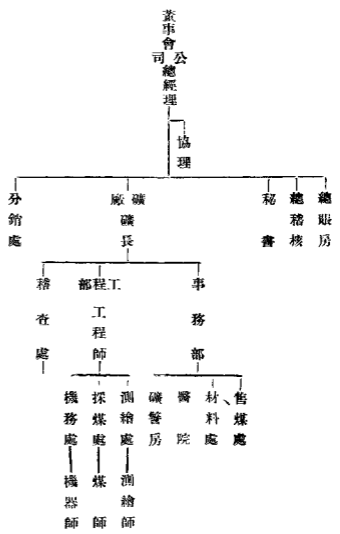 董事會
公司
總經理
協理
總賬房
總稽核
秘書
礦廠
礦長
分銷處
事務部
工程部
工程師
稽查處
售煤處
材料處
醫院
礦警房
測繪處
測繪師
採煤處
煤師
機務處
機器師